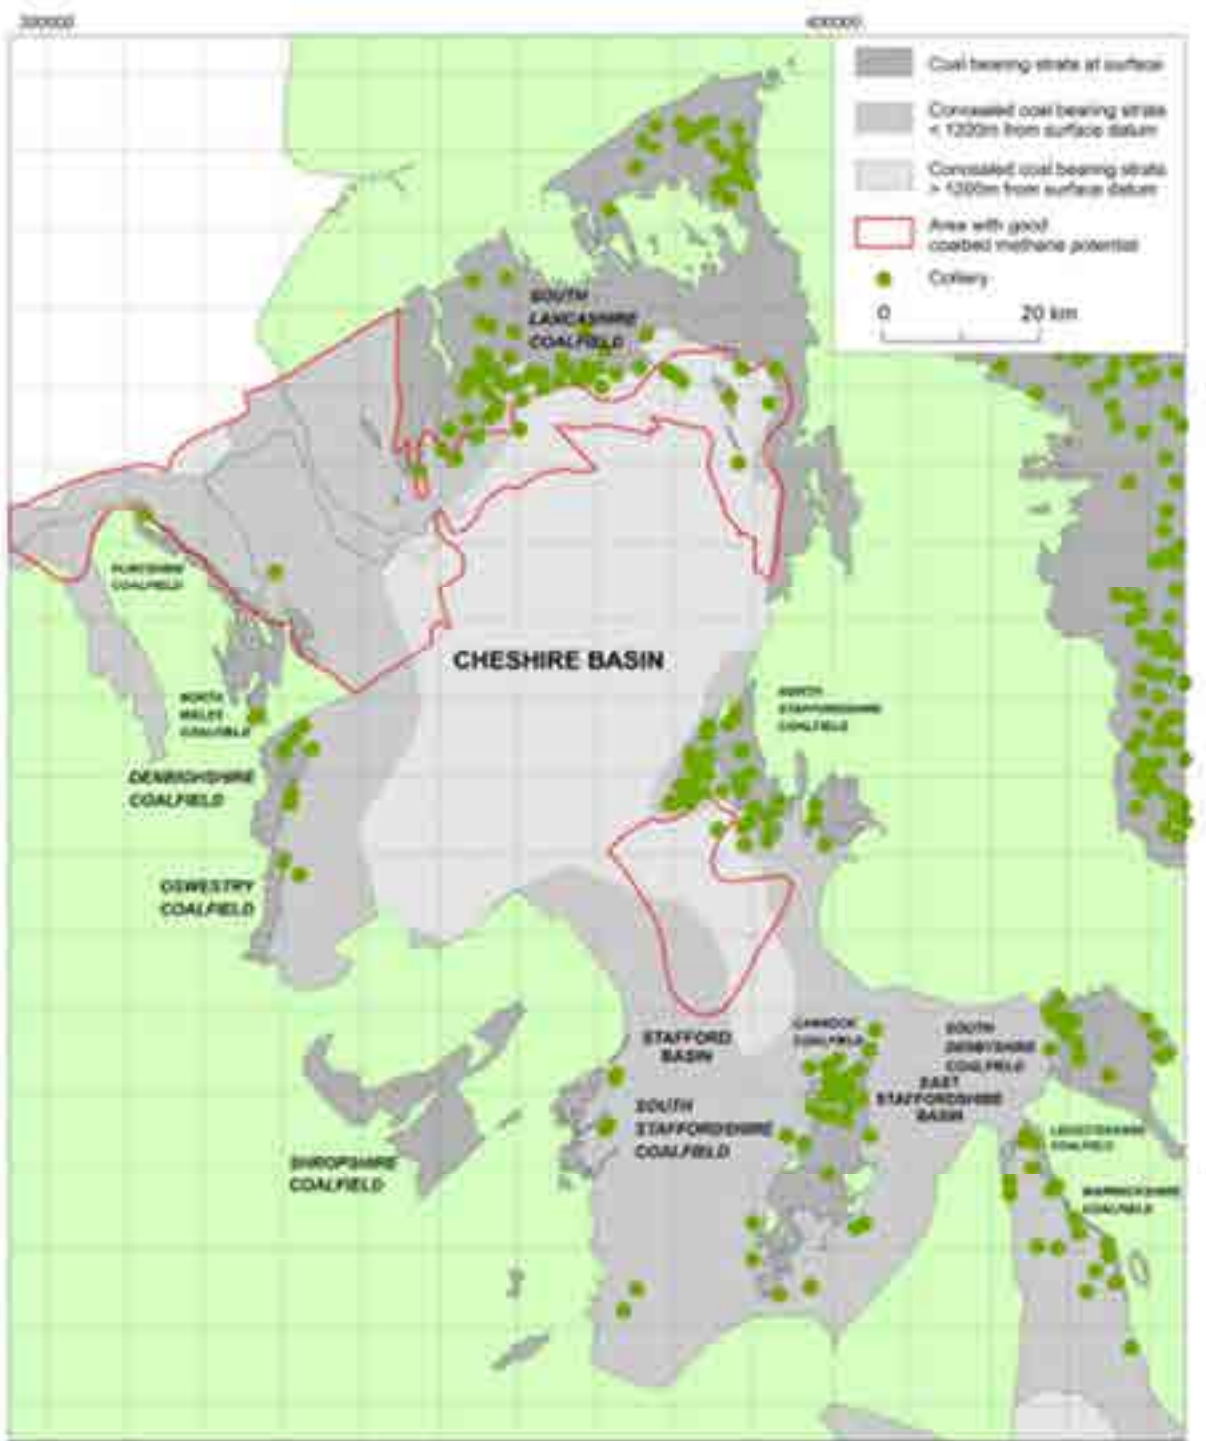 300000
400000
Coal bearing strata at surface
Concealed coal bearing strata
< 1200m from surface datum
Concealed coal bearing strata
> 1200m from surface datum
Area with good
coalbed methane potential
Colliery
0 20 km
SOUTH
LANCASHIRE
COALFIELD
FLINTSHIRE
COALFIELD
CHESHIRE BASIN
NORTH
WALES
COALFIELD
NORTH
STAFFORDSHIRE
COALFIELD
DENBIGHSHIRE
COALFIELD
OSWESTRY
COALFIELD
STAFFORD
BASIN
CANNOCK
COALFIELD
SOUTH
DERBYSHIRE
COALFIELD
EAST
STAFFORDSHIRE
BASIN
SOUTH
STAFFORDSHIRE
COALFIELD
LEICESTERSHIRE
COALFIELD
SHROPSHIRE
COALFIELD
WARWICKSHIRE
COALFIELD